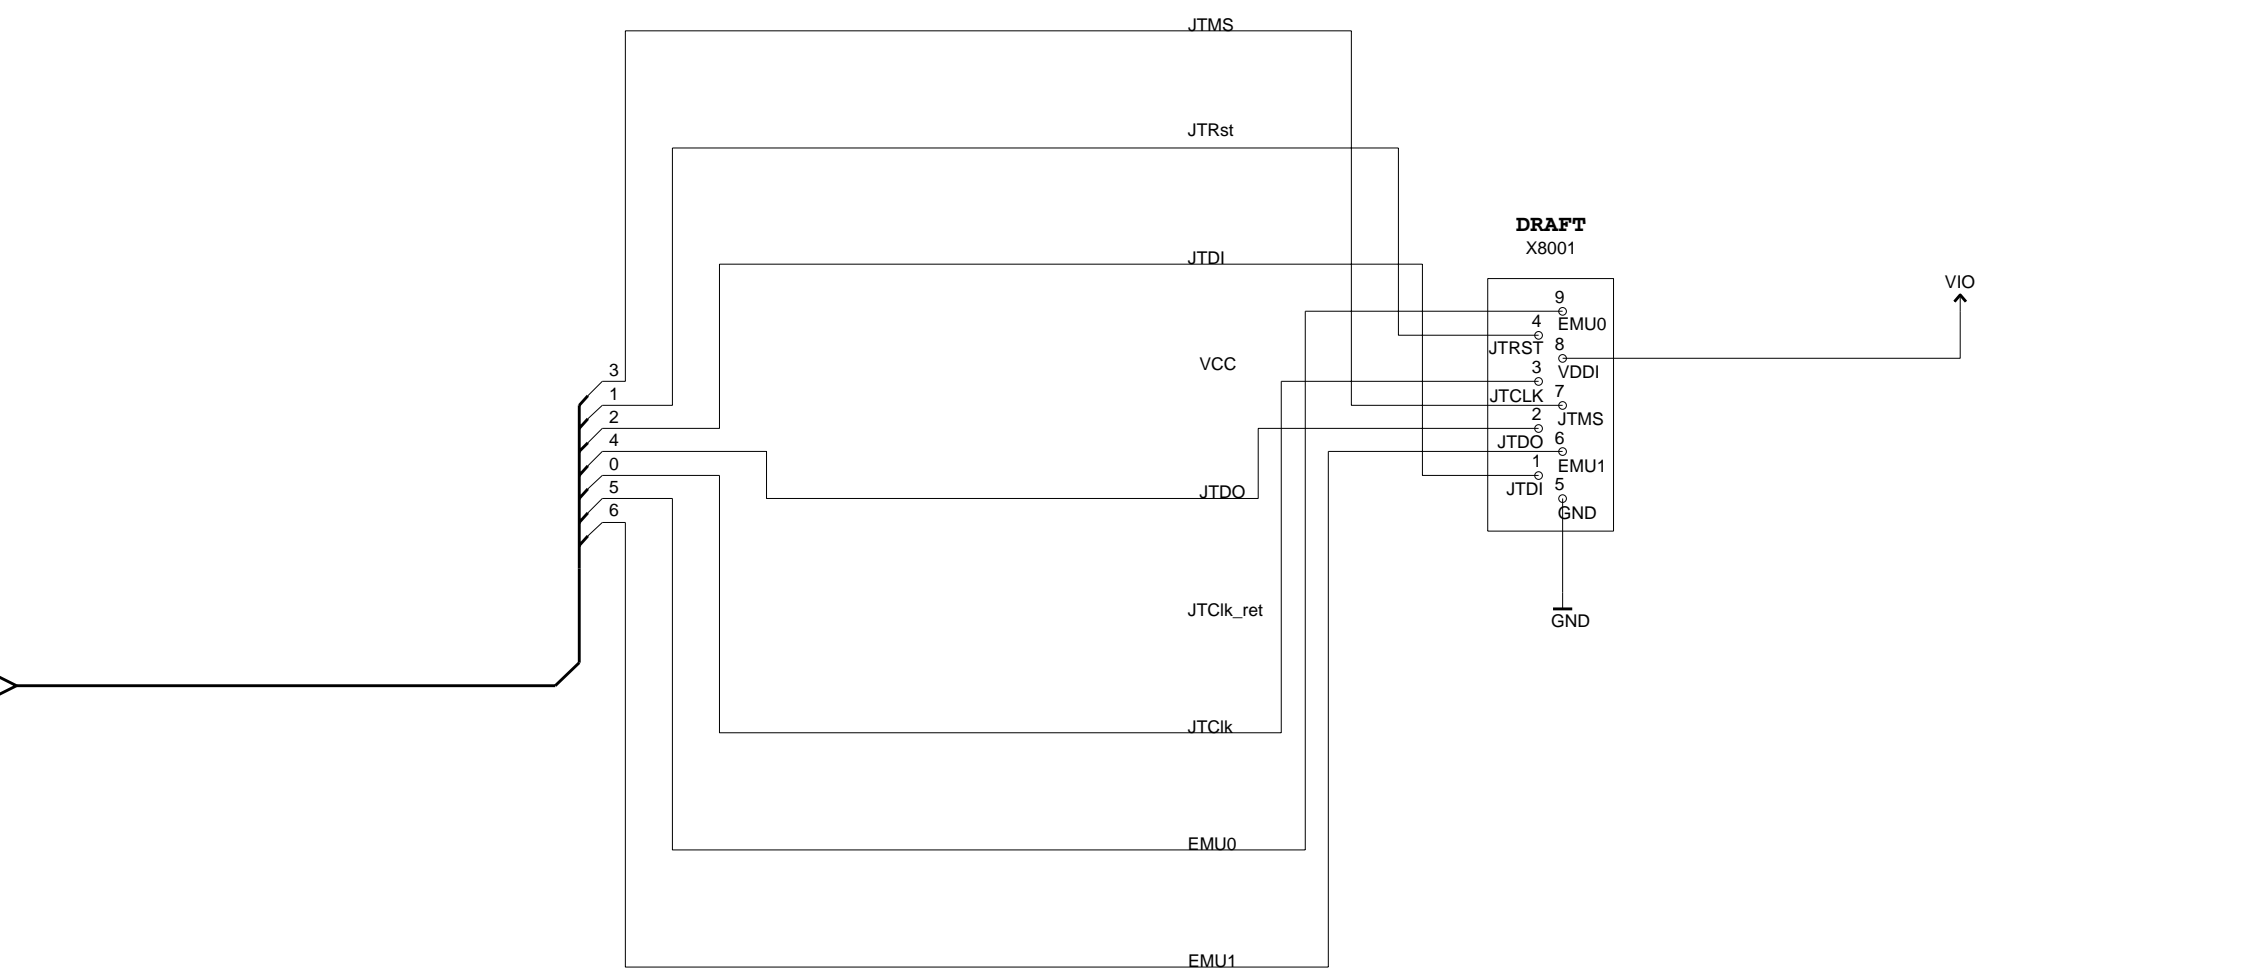 JTMS
JTRst
DRAFT
X8001
JTDI
VIO
9
EMU0
4
JTRST
8
VDDI
VCC
3
3
JTCLK
7
JTMS
1
2
2
JTDO
6
EMU1
4
1
JTDI
0
5
GND
5
JTDO
6
JTClk_ret
GND
JTClk
EMU0
EMU1